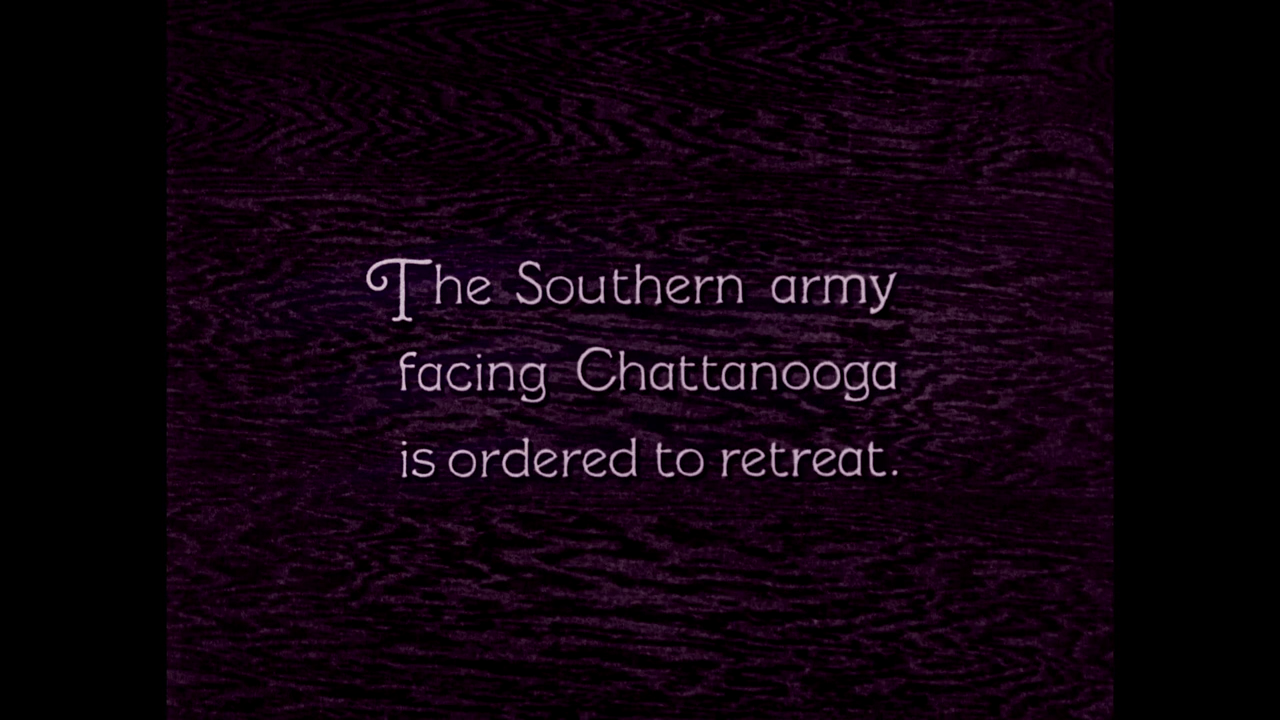 The Southern army
facing Chattanooga
is ordered to retreat.